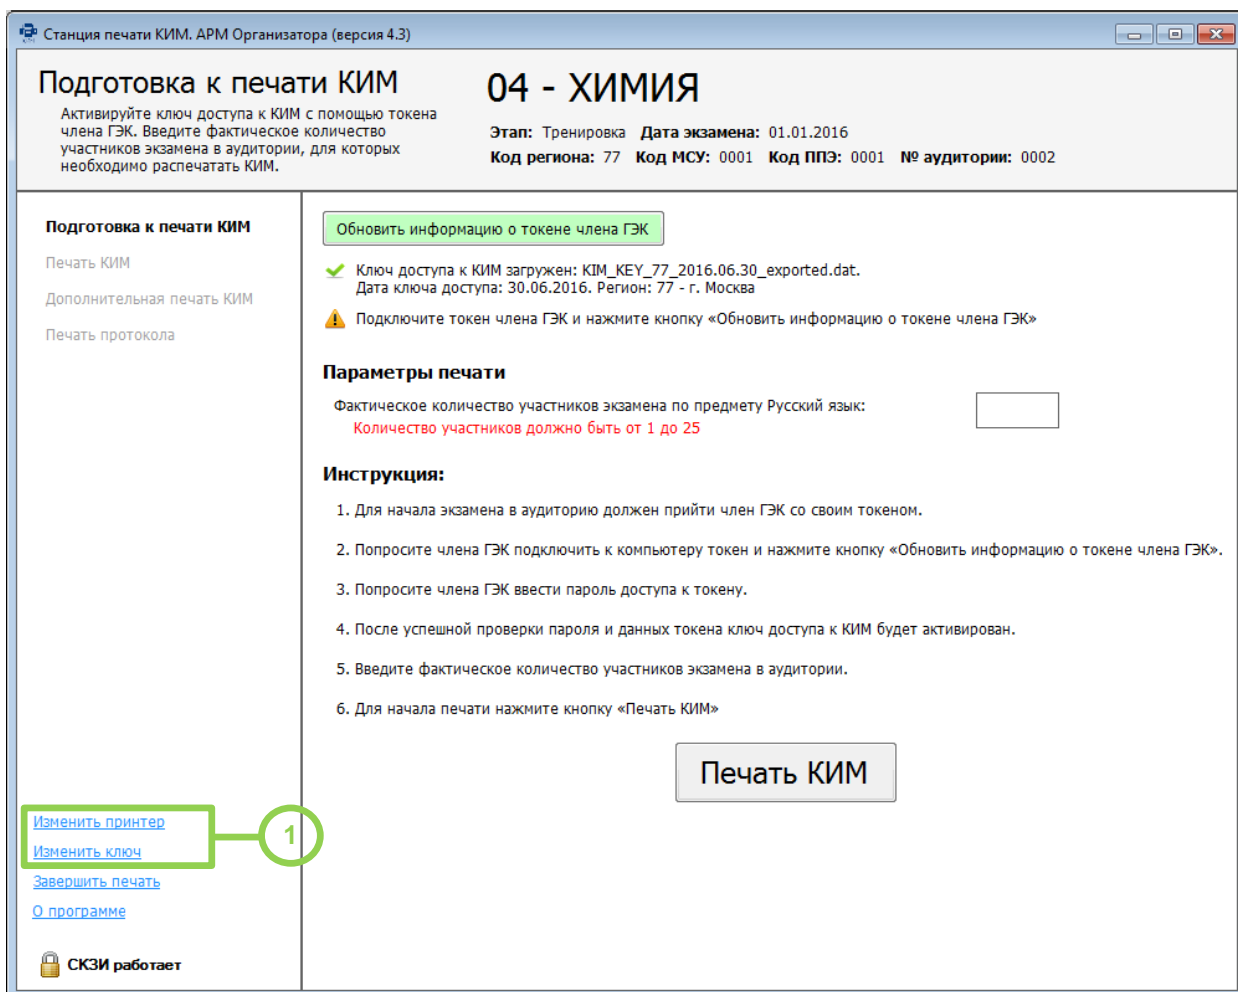 Станция печати КИМ. АРМ Организатора (версия 4.3)
Подготовка к печати КИМ
Активируйте ключ доступа к КИМ с помощью токена
члена ГЭК. Введите фактическое количество
участников экзамена в аудитории, для которых
необходимо распечатать КИМ.
04 - ХИМИЯ
Этап: Тренировка Дата экзамена: 01.01.2016
Код региона: 77 Код МСУ: 0001 Код ППЭ: 0001 № аудитории: 0002
Подготовка к печати КИМ
Печать КИМ
Дополнительная печать КИМ
Печать протокола
Обновить информацию о токене члена ГЭК
Ключ доступа к КИМ загружен: KIM_KEY_77_2016.06.30_exported.dat.
Дата ключа доступа: 30.06.2016. Регион: 77 - г. Москва
Подключите токен члена ГЭК и нажмите кнопку «Обновить информацию о токене члена ГЭК»
Параметры печати
Фактическое количество участников экзамена по предмету Русский язык:
Количество участников должно быть от 1 до 25
Инструкция:
1. Для начала экзамена в аудиторию должен прийти член ГЭК со своим токеном.
2. Попросите члена ГЭК подключить к компьютеру токен и нажмите кнопку «Обновить информацию о токене члена ГЭК».
3. Попросите члена ГЭК ввести пароль доступа к токену.
4. После успешной проверки пароля и данных токена ключ доступа к КИМ будет активирован.
5. Введите фактическое количество участников экзамена в аудитории.
6. Для начала печати нажмите кнопку «Печать КИМ»
Печать КИМ
Изменить принтер
1
Изменить ключ
Завершить печать
О программе
СКЗИ работает